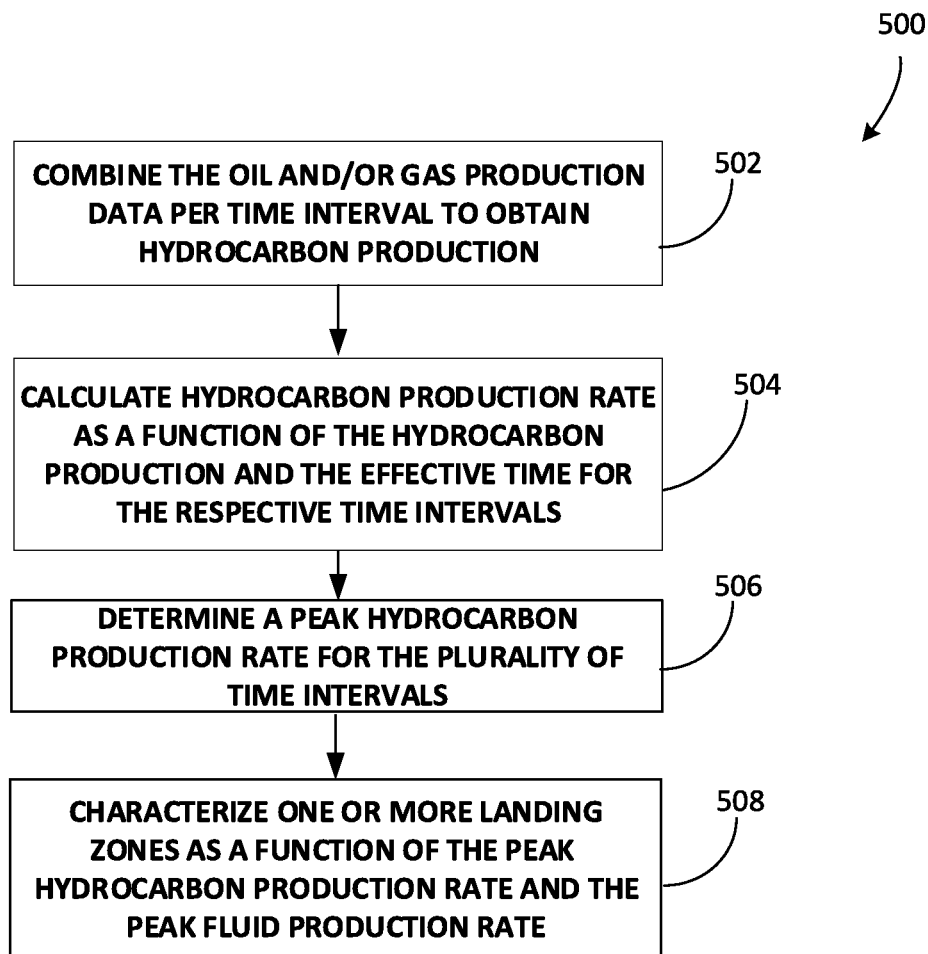 500
COMBINE THE OIL AND/OR GAS PRODUCTION
DATA PER TIME INTERVAL TO OBTAIN
HYDROCARBON PRODUCTION
502
CALCULATE HYDROCARBON PRODUCTION RATE
AS A FUNCTION OF THE HYDROCARBON
PRODUCTION AND THE EFFECTIVE TIME FOR
THE RESPECTIVE TIME INTERVALS
504
DETERMINE A PEAK HYDROCARBON
PRODUCTION RATE FOR THE PLURALITY OF
TIME INTERVALS
506
CHARACTERIZE ONE OR MORE LANDING
ZONES AS A FUNCTION OF THE PEAK
HYDROCARBON PRODUCTION RATE AND THE
PEAK FLUID PRODUCTION RATE
508